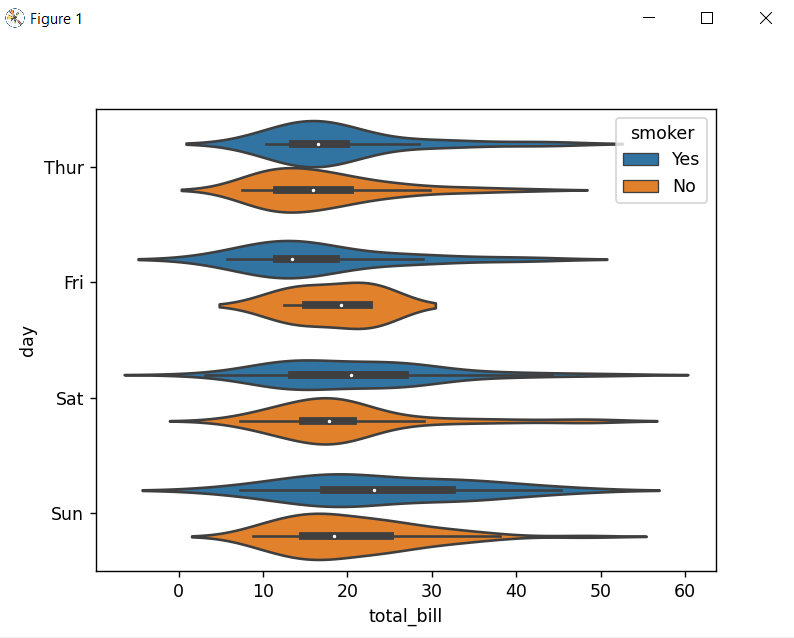 Figure 1
smoker
Yes
No
Thur
Fri
Sat
Sun
day
0 10 20 30 40 50 60
total_bill